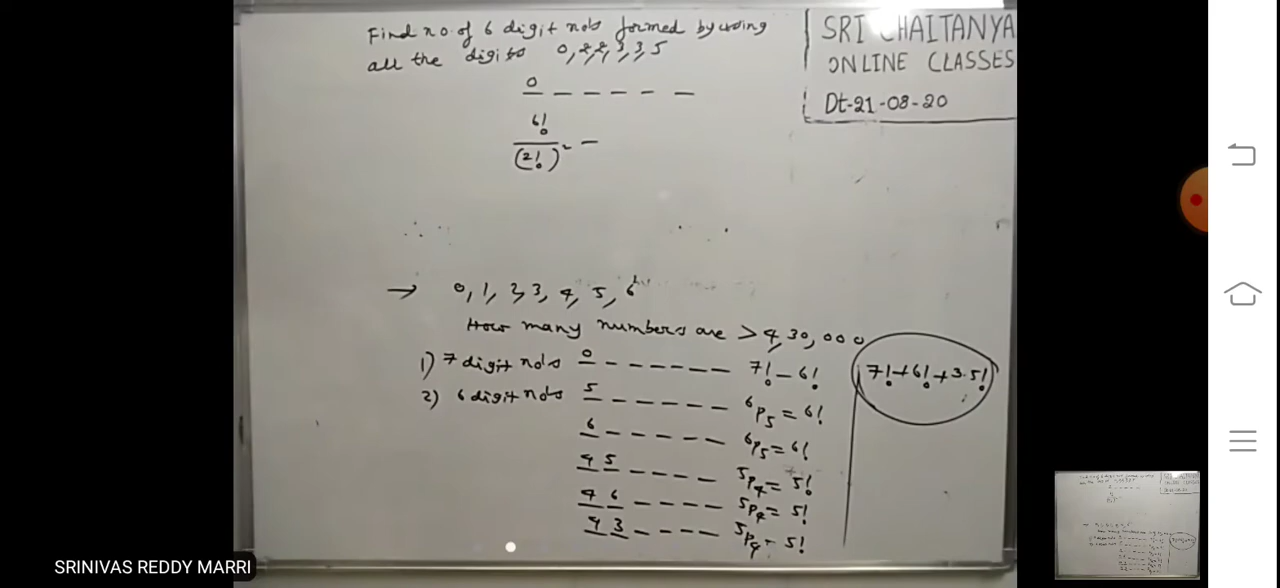 Find no. of 6 digit no's formed by using
all the digits 0, 2, 2, 3, 3, 5
0 _ _ _ _ _
6!
(2!)² -
SRI CHAITANYA
ONLINE CLASSES
Dt-21-08-20
→ 0, 1, 2, 3, 4, 5, 6
How many numbers are > 4,30,000
1) 7 digit no's 0 _ _ _ _ _ _ 7! - 6!
7! + 6! + 3.5!
2) 6 digit no's 5 _ _ _ _ _ ⁶P₅ = 6!
6 _ _ _ _ _ ⁶P₅ = 6!
4 5 _ _ _ _ ⁵P₄ = 5!
4 6 _ _ _ _ ⁵P₄ = 5!
4 3 _ _ _ _ ⁵P₄ = 5!
SRINIVAS REDDY MARRI